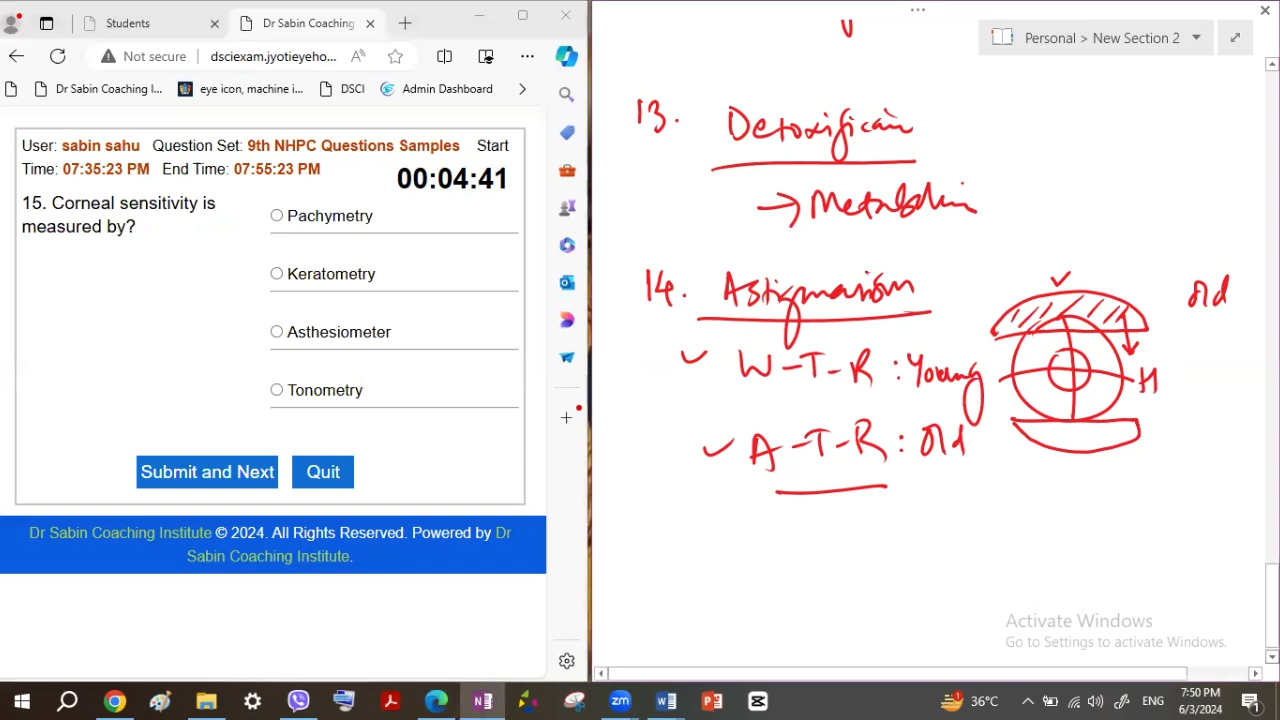 Students
Dr Sabin Coaching
Not secure
dsciexam.jyotieyeho...
Dr Sabin Coaching I...
eye icon, machine i...
DSCI
Admin Dashboard
User: sabin sahu Question Set: 9th NHPC Questions Samples Start
Time: 07:35:23 PM End Time: 07:55:23 PM
00:04:41
15. Corneal sensitivity is
measured by?
Pachymetry
Keratometry
Asthesiometer
Tonometry
Submit and Next
Quit
Dr Sabin Coaching Institute © 2024. All Rights Reserved. Powered by Dr
Sabin Coaching Institute.
Personal > New Section 2
13. Detoxification
→ Metabolism
14. Astigmatism
W-T-R : Young
A-T-R : Old
V
H
old
Activate Windows
Go to Settings to activate Windows.
36°C
ENG
7:50 PM
6/3/2024